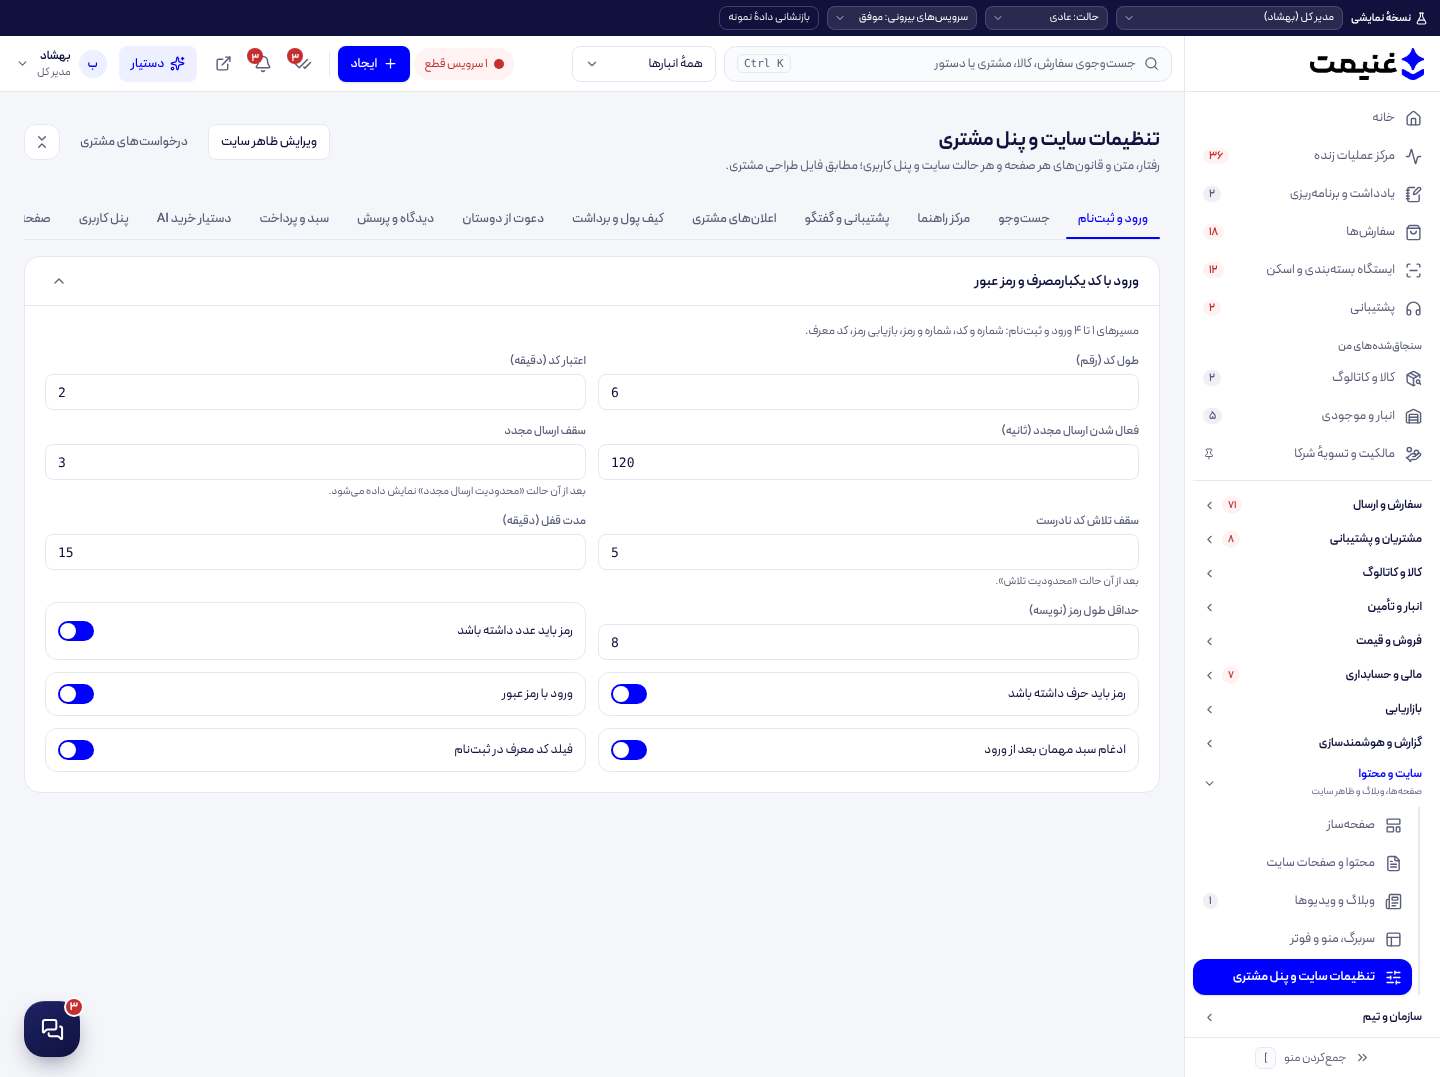 نسخهٔ نمایشی
مدیر کل (بهشاد)
حالت: عادی
سرویس‌های بیرونی: موفق
بازنشانی دادهٔ نمونه
غنیمت
جست‌وجوی سفارش، کالا، مشتری یا دستور
Ctrl K
همهٔ انبارها
۱ سرویس قطع
ایجاد
۳
۳
دستیار
ب
بهشاد
مدیر کل
خانه
مرکز عملیات زنده
۳۶
یادداشت و برنامه‌ریزی
۲
سفارش‌ها
۱۸
ایستگاه بسته‌بندی و اسکن
۱۲
پشتیبانی
۲
سنجاق‌شده‌های من
کالا و کاتالوگ
۲
انبار و موجودی
۵
مالکیت و تسویهٔ شرکا
سفارش و ارسال
۷۱
مشتریان و پشتیبانی
۸
کالا و کاتالوگ
انبار و تأمین
فروش و قیمت
مالی و حسابداری
۷
بازاریابی
گزارش و هوشمندسازی
سایت و محتوا
صفحه‌ها، وبلاگ و ظاهر سایت
صفحه‌ساز
محتوا و صفحات سایت
وبلاگ و ویدیوها
۱
سربرگ، منو و فوتر
تنظیمات سایت و پنل مشتری
سازمان و تیم
جمع‌کردن منو
[
تنظیمات سایت و پنل مشتری
رفتار، متن و قانون‌های هر صفحه و هر حالت سایت و پنل کاربری؛ مطابق فایل طراحی مشتری.
ویرایش ظاهر سایت
درخواست‌های مشتری
ورود و ثبت‌نام
جست‌وجو
مرکز راهنما
پشتیبانی و گفتگو
اعلان‌های مشتری
کیف پول و برداشت
دعوت از دوستان
دیدگاه و پرسش
سبد و پرداخت
دستیار خرید AI
پنل کاربری
ورود با کد یکبارمصرف و رمز عبور
مسیرهای ۱ تا ۴ ورود و ثبت‌نام: شماره و کد، شماره و رمز، بازیابی رمز، کد معرف.
طول کد (رقم)
6
اعتبار کد (دقیقه)
2
فعال شدن ارسال مجدد (ثانیه)
120
سقف ارسال مجدد
3
بعد از آن حالت «محدودیت ارسال مجدد» نمایش داده می‌شود.
سقف تلاش کد نادرست
5
بعد از آن حالت «محدودیت تلاش».
مدت قفل (دقیقه)
15
حداقل طول رمز (نویسه)
8
رمز باید عدد داشته باشد
رمز باید حرف داشته باشد
ورود با رمز عبور
ادغام سبد مهمان بعد از ورود
فیلد کد معرف در ثبت‌نام
۳